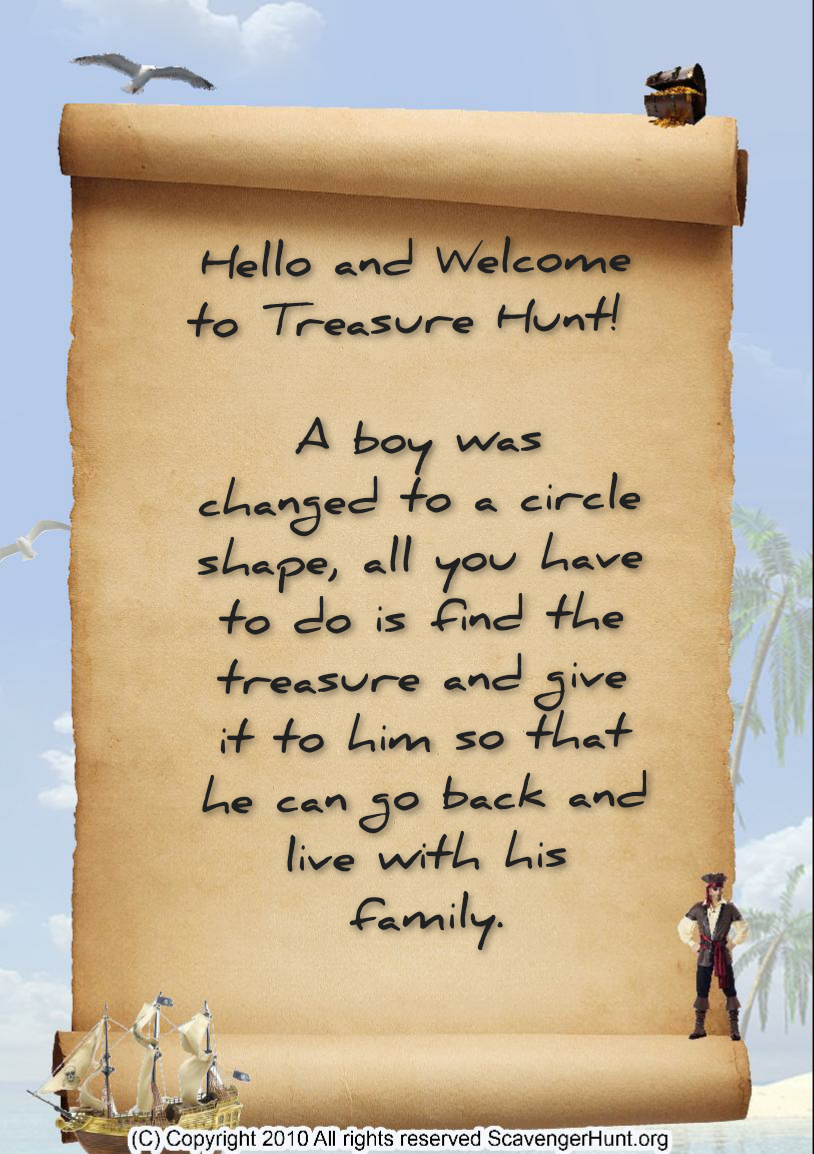 Hello and Welcome
to Treasure Hunt!
A boy was
changed to a circle
shape, all you have
to do is find the
treasure and give
it to him so that
he can go back and
live with his
family.
(C) Copyright 2010 All rights reserved ScavengerHunt.org